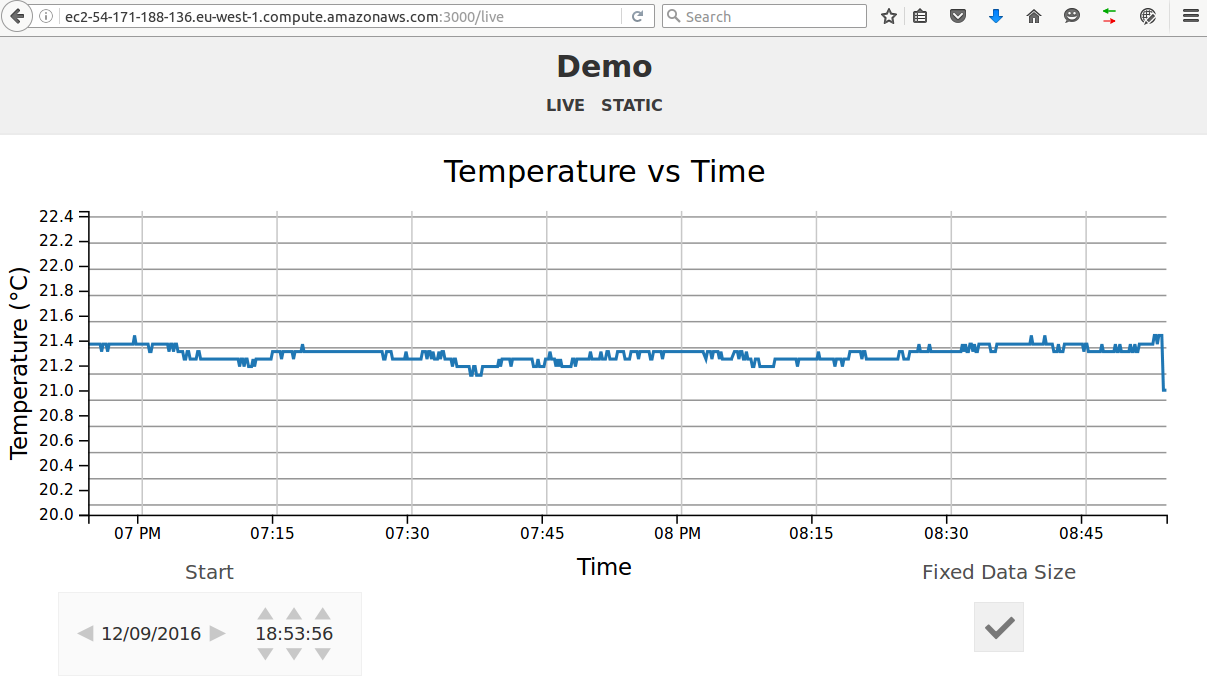 ec2-54-171-188-136.eu-west-1.compute.amazonaws.com:3000/live
Search
Demo
LIVE STATIC
Temperature vs Time
Temperature (°C)
22.4
22.2
22.0
21.8
21.6
21.4
21.2
21.0
20.8
20.6
20.4
20.2
20.0
07 PM 07:15 07:30 07:45 08 PM 08:15 08:30 08:45
Time
Start
Fixed Data Size
12/09/2016 18:53:56